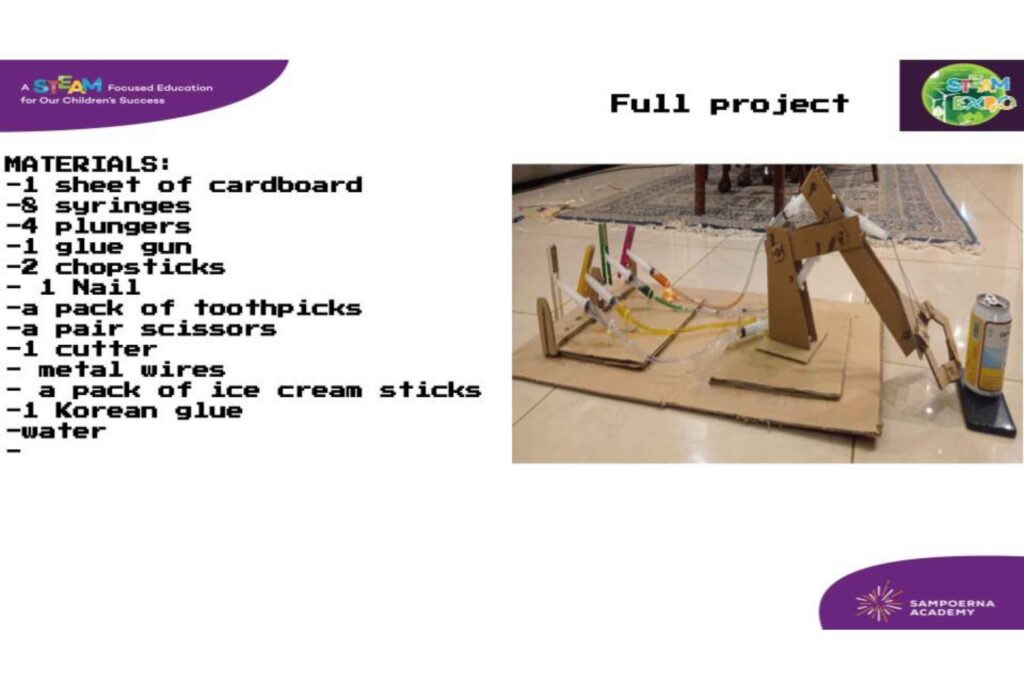 A STEAM Focused Education
for Our Children's Success
Full project
STEAM
EXPO
MATERIALS:
-1 sheet of cardboard
-8 syringes
-4 plungers
-1 glue gun
-2 chopsticks
- 1 Nail
-a pack of toothpicks
-a pair scissors
-1 cutter
- metal wires
- a pack of ice cream sticks
-1 Korean glue
-water
-
SAMPOERNA
ACADEMY